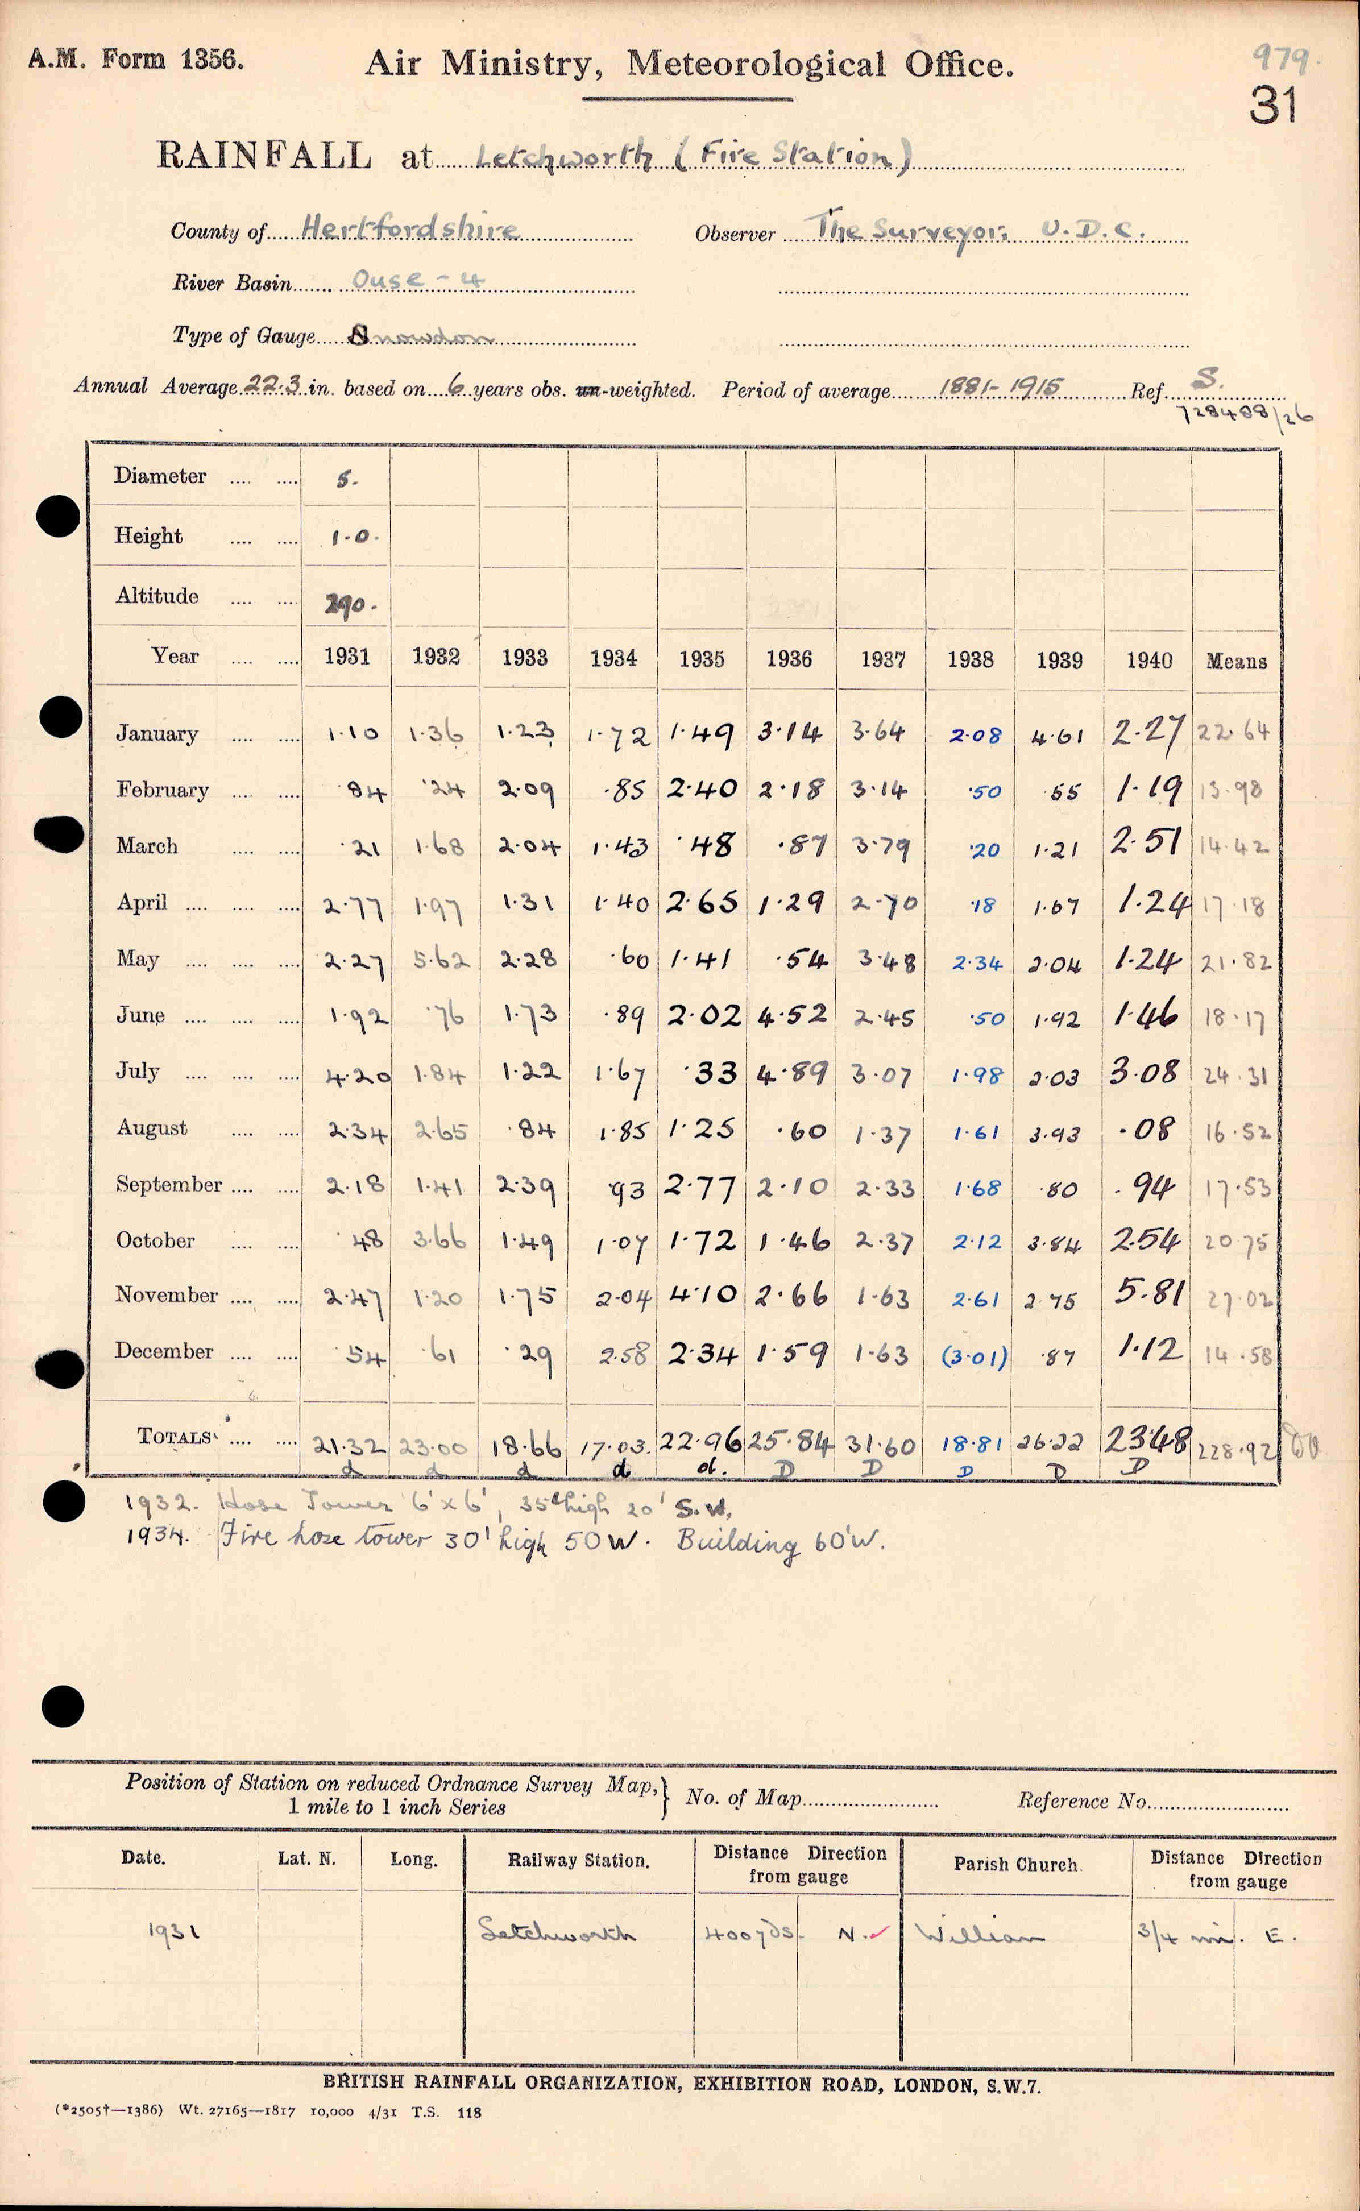 A.M. Form 1356.
Air Ministry, Meteorological Office.
979.
31
RAINFALL at Letchworth (Fire Station)
County of Hertfordshire Observer The Surveyor, U.D.C.
River Basin Ouse - 4
Type of Gauge Snowdon
Annual Average 22.3 in. based on 6 years obs. un-weighted. Period of average 1881-1915 Ref. S.
728488/26
Diameter .... .... 5.
Height .... .... 1.0.
Altitude .... .... 290.
Year .... .... 1931 1932 1933 1934 1935 1936 1937 1938 1939 1940 Means
January .... .... 1.10 1.36 1.23 1.72 1.49 3.14 3.64 2.08 4.61 2.27 22.64
February .... .... .84 .24 2.09 .85 2.40 2.18 3.14 .50 .55 1.19 13.98
March .... .... .21 1.68 2.04 1.43 .48 .87 3.79 .20 1.21 2.51 14.42
April .... .... .... 2.77 1.97 1.31 1.40 2.65 1.29 2.70 .18 1.67 1.24 17.18
May .... .... .... 2.27 5.62 2.28 .60 1.41 .54 3.48 2.34 2.04 1.24 21.82
June .... .... .... 1.92 .76 1.73 .89 2.02 4.52 2.45 .50 1.92 1.46 18.17
July .... .... .... 4.20 1.84 1.22 1.67 .33 4.89 3.07 1.98 2.03 3.08 24.31
August .... .... 2.34 2.65 .84 1.85 1.25 .60 1.37 1.61 3.93 .08 16.52
September .... .... 2.18 1.41 2.39 .93 2.77 2.10 2.33 1.68 .80 .94 17.53
October .... .... .48 3.66 1.49 1.07 1.72 1.46 2.37 2.12 3.84 2.54 20.75
November .... .... 2.47 1.20 1.75 2.04 4.10 2.66 1.63 2.61 2.75 5.81 27.02
December .... .... .54 .61 .29 2.58 2.34 1.59 1.63 (3.01) .87 1.12 14.58
TOTALS .... .... 21.32 23.00 18.66 17.03. 22.96 25.84 31.60 18.81 26.22 23.48 228.92
d d d d d. D D D D D
1932. Hose Tower 6'x6', 35' high 20' S.W.
1934. Fire hose tower 30' high 50 W. Building 60'W.
Position of Station on reduced Ordnance Survey Map, 1 mile to 1 inch Series } No. of Map Reference No.
Date. Lat. N. Long. Railway Station. Distance Direction from gauge Parish Church. Distance Direction from gauge
1931 Letchworth 400 yds. N. ✓ Willian 3/4 mi. E.
BRITISH RAINFALL ORGANIZATION, EXHIBITION ROAD, LONDON, S.W.7.
(*2505†—1386) Wt. 27165—1817 10,000 4/31 T.S. 118